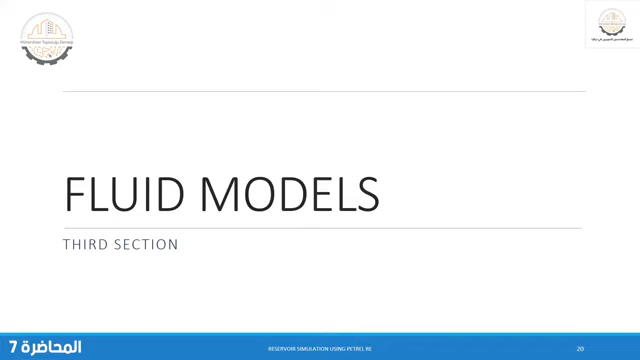 FLUID MODELS
THIRD SECTION
المحاضرة 7
RESERVOIR SIMULATION USING PETREL RE
20